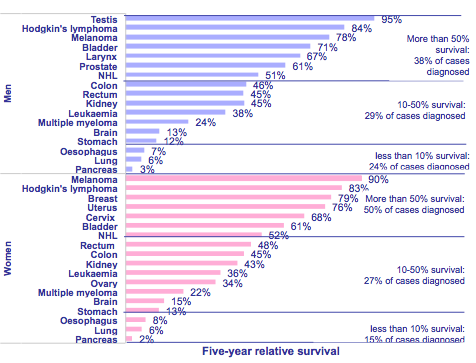 Men
Testis 95%
Hodgkin's lymphoma 84%
Melanoma 78%
Bladder 71%
Larynx 67%
Prostate 61%
NHL 51%
More than 50%
survival:
38% of cases
diagnosed
Colon 46%
Rectum 45%
Kidney 45%
Leukaemia 38%
Multiple myeloma 24%
Brain 13%
Stomach 12%
10-50% survival:
29% of cases diagnosed
Oesophagus 7%
Lung 6%
Pancreas 3%
less than 10% survival:
24% of cases diagnosed
Women
Melanoma 90%
Hodgkin's lymphoma 83%
Breast 79%
Uterus 76%
Cervix 68%
Bladder 61%
NHL 52%
More than 50% survival:
50% of cases diagnosed
Rectum 48%
Colon 45%
Kidney 43%
Leukaemia 36%
Ovary 34%
Multiple myeloma 22%
Brain 15%
Stomach 13%
10-50% survival:
27% of cases diagnosed
Oesophagus 8%
Lung 6%
Pancreas 2%
less than 10% survival:
15% of cases diagnosed
Five-year relative survival